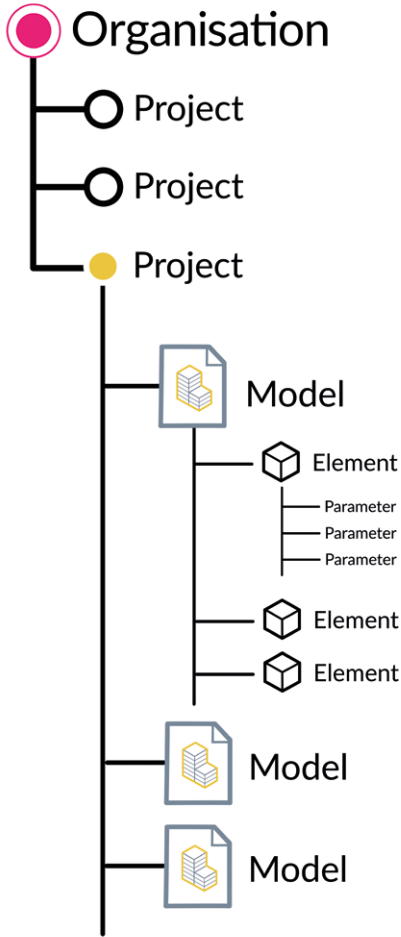 Organisation
Project
Project
Project
Model
Element
Parameter
Parameter
Parameter
Element
Element
Model
Model